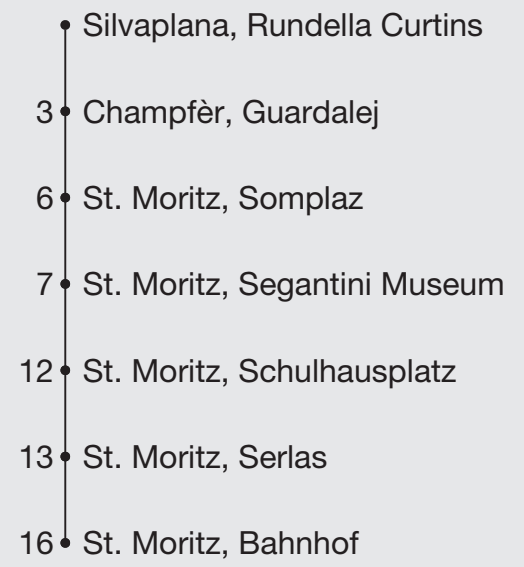 Silvaplana, Rundella Curtins
3 Champfèr, Guardalej
6 St. Moritz, Somplaz
7 St. Moritz, Segantini Museum
12 St. Moritz, Schulhausplatz
13 St. Moritz, Serlas
16 St. Moritz, Bahnhof